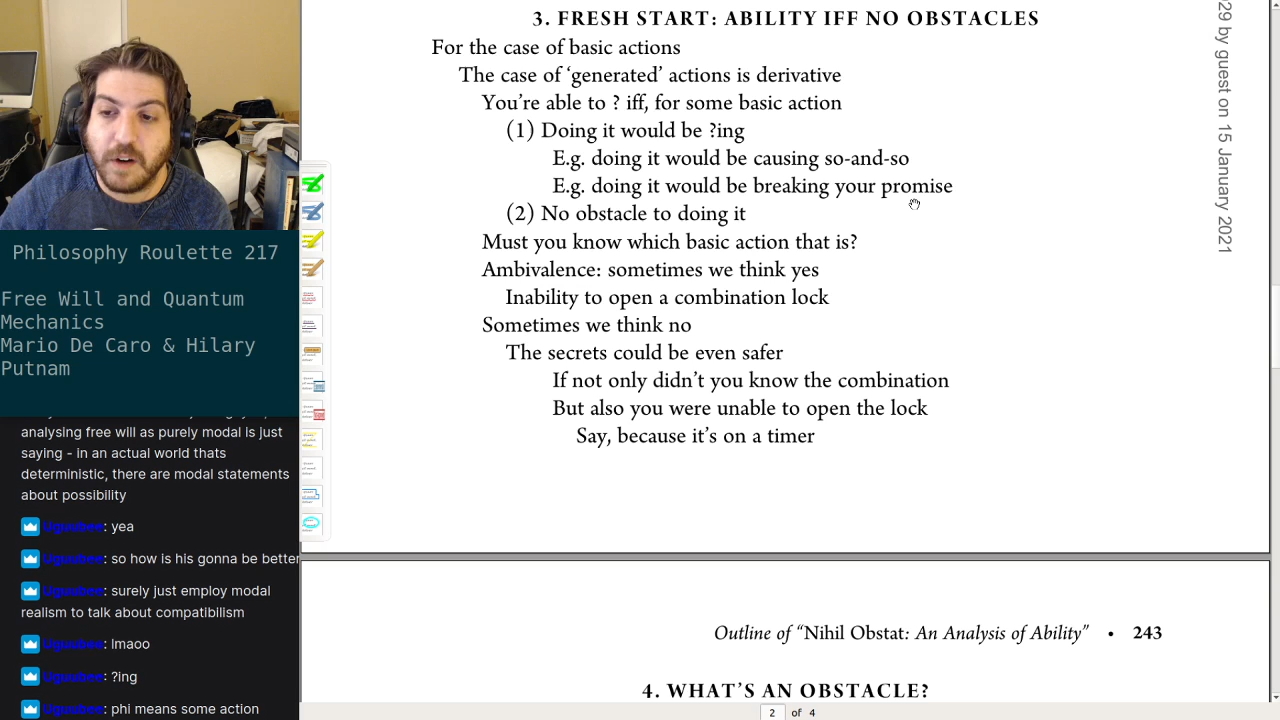 3. FRESH START: ABILITY IFF NO OBSTACLES
For the case of basic actions
The case of ‘generated’ actions is derivative
You’re able to ? iff, for some basic action
(1) Doing it would be ?ing
E.g. doing it would be causing so-and-so
E.g. doing it would be breaking your promise
(2) No obstacle to doing it
Must you know which basic action that is?
Ambivalence: sometimes we think yes
Inability to open a combination lock
Sometimes we think no
The secrets could be even safer
If not only didn’t you know the combination
But also you were unable to open the lock
Say, because it’s on a timer
029 by guest on 15 January 2021
Outline of “Nihil Obstat: An Analysis of Ability” • 243
4. WHAT’S AN OBSTACLE?
2 of 4
Philosophy Roulette 217
Free Will and Quantum
Mechanics
Mario De Caro & Hilary
Putnam
analysing free will as purely modal is just
saying - in an actual world thats
deterministic, there are modal statements
about possibility
: yea
: so how is his gonna be better
: surely just employ modal
realism to talk about compatibilism
: lmaoo
: ?ing
: phi means some action